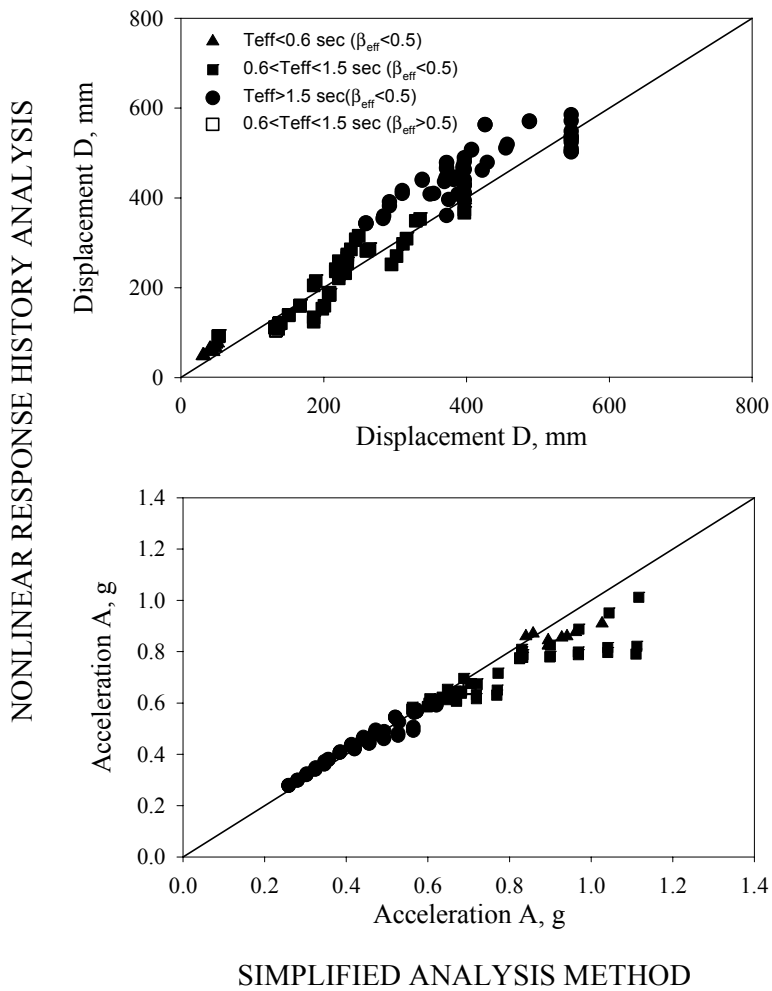 NONLINEAR RESPONSE HISTORY ANALYSIS
Displacement D, mm
800
600
400
200
0
Teff<0.6 sec (βeff<0.5)
0.6<Teff<1.5 sec (βeff<0.5)
Teff>1.5 sec(βeff<0.5)
0.6<Teff<1.5 sec (βeff>0.5)
0 200 400 600 800
Displacement D, mm
Acceleration A, g
1.4
1.2
1.0
0.8
0.6
0.4
0.2
0.0
0.0 0.2 0.4 0.6 0.8 1.0 1.2 1.4
Acceleration A, g
SIMPLIFIED ANALYSIS METHOD